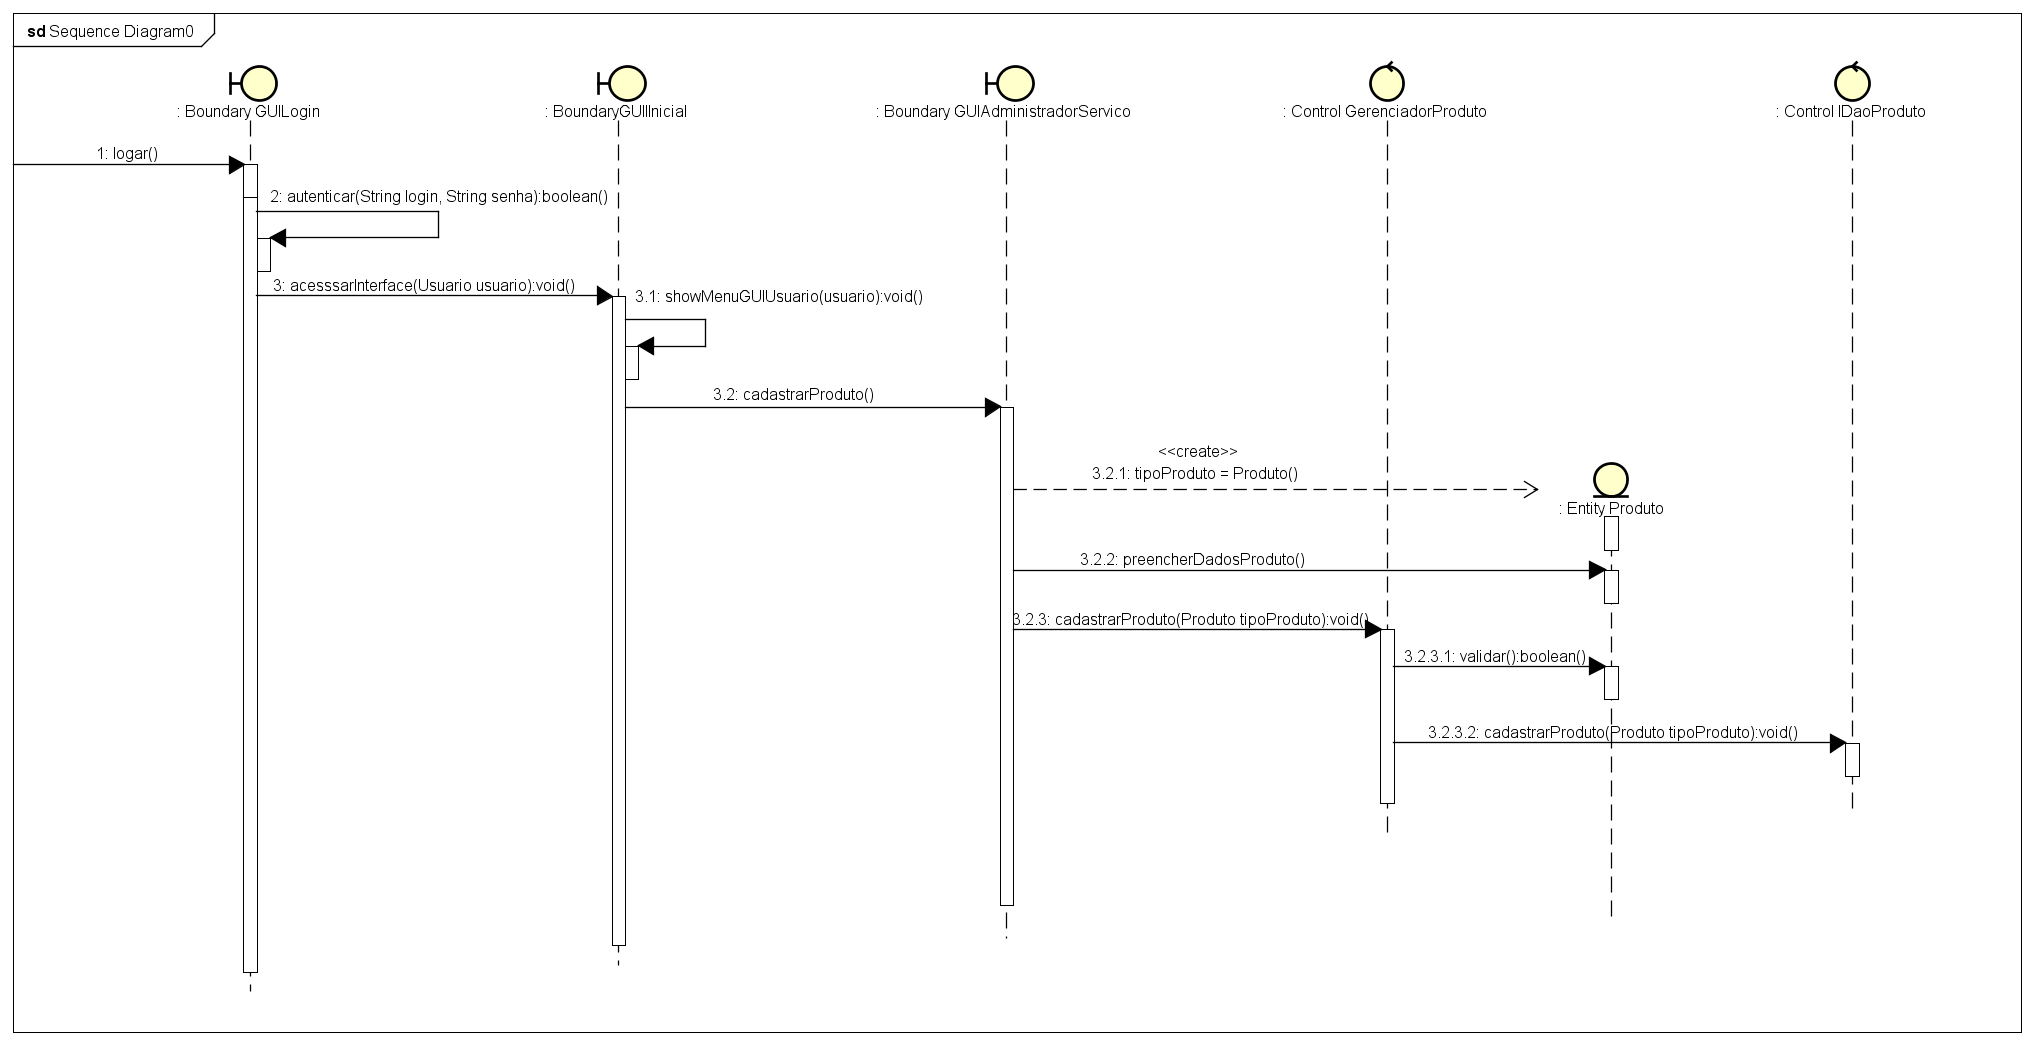 sd Sequence Diagram0
: Boundary GUILogin
: BoundaryGUIInicial
: Boundary GUIAdministradorServico
: Control GerenciadorProduto
: Control IDaoProduto
1: logar()
2: autenticar(String login, String senha):boolean()
3: acesssarInterface(Usuario usuario):void()
3.1: showMenuGUIUsuario(usuario):void()
3.2: cadastrarProduto()
<<create>>
3.2.1: tipoProduto = Produto()
: Entity Produto
3.2.2: preencherDadosProduto()
3.2.3: cadastrarProduto(Produto tipoProduto):void()
3.2.3.1: validar():boolean()
3.2.3.2: cadastrarProduto(Produto tipoProduto):void()